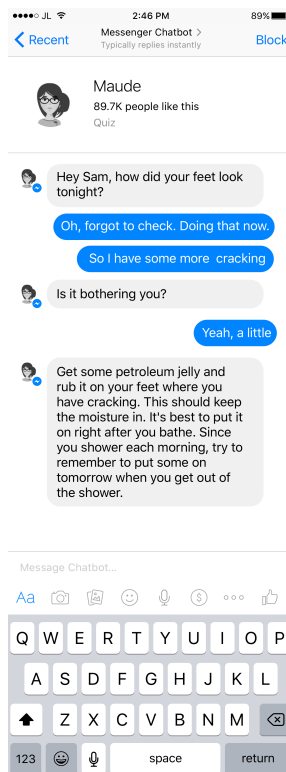 JL 2:46 PM 89%
Recent Messenger Chatbot Block
Typically replies instantly
Maude
89.7K people like this
Quiz
Hey Sam, how did your feet look
tonight?
Oh, forgot to check. Doing that now.
So I have some more  cracking
Is it bothering you?
Yeah, a little
Get some petroleum jelly and
rub it on your feet where you
have cracking. This should keep
the moisture in. It's best to put it
on right after you bathe. Since
you shower each morning, try to
remember to put some on
tomorrow when you get out of
the shower.
Message Chatbot...
Aa
Q W E R T Y U I O P
A S D F G H J K L
Z X C V B N M
123 space return